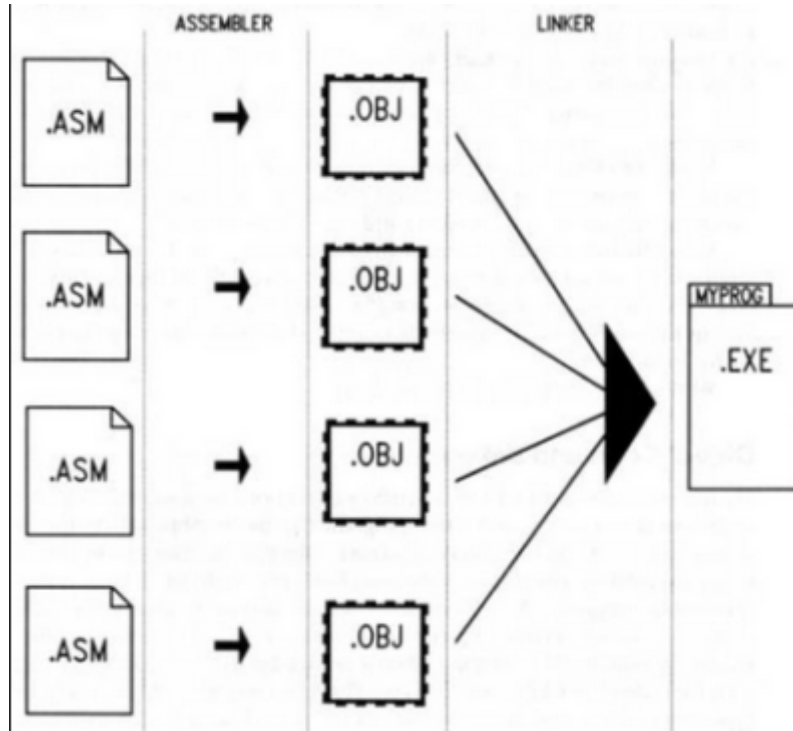 ASSEMBLER
LINKER
.ASM
.OBJ
.ASM
.OBJ
MYPROG
.EXE
.ASM
.OBJ
.ASM
.OBJ